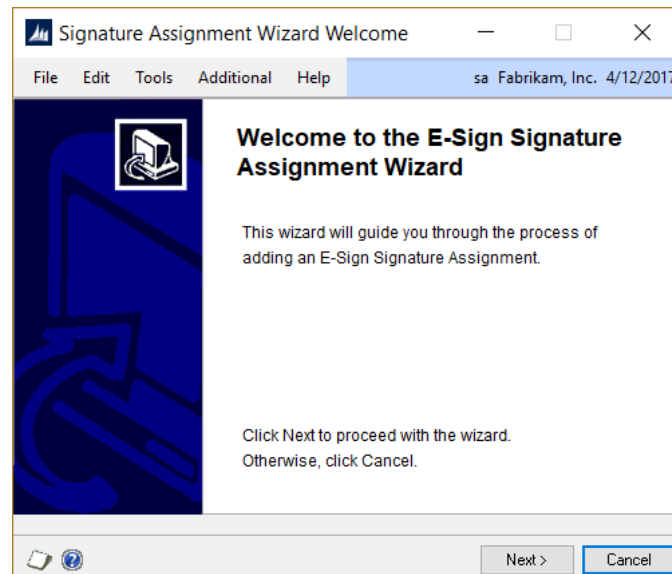 Signature Assignment Wizard Welcome
File Edit Tools Additional Help sa Fabrikam, Inc. 4/12/2017
Welcome to the E-Sign Signature
Assignment Wizard
This wizard will guide you through the process of
adding an E-Sign Signature Assignment.
Click Next to proceed with the wizard.
Otherwise, click Cancel.
Next > Cancel